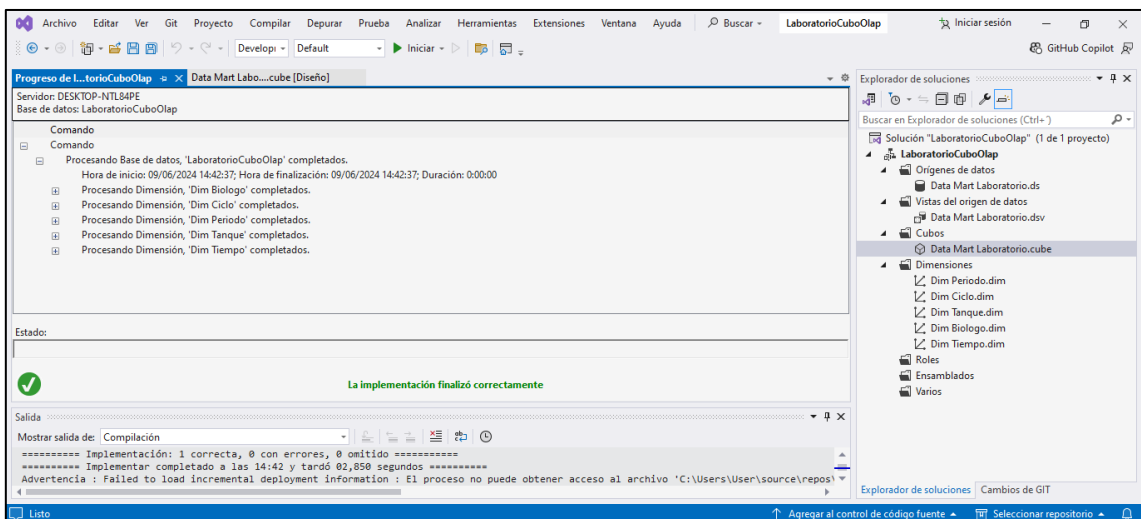 Archivo Editar Ver Git Proyecto Compilar Depurar Prueba Analizar Herramientas Extensiones Ventana Ayuda Buscar LaboratorioCuboOlap Iniciar sesión
Developi Default Iniciar GitHub Copilot
Progreso de I...torioCuboOlap Data Mart Labo....cube [Diseño]
Servidor: DESKTOP-NTL84PE
Base de datos: LaboratorioCuboOlap
Comando
Comando
Procesando Base de datos, 'LaboratorioCuboOlap' completados.
Hora de inicio: 09/06/2024 14:42:37; Hora de finalización: 09/06/2024 14:42:37; Duración: 0:00:00
Procesando Dimensión, 'Dim Biologo' completados.
Procesando Dimensión, 'Dim Ciclo' completados.
Procesando Dimensión, 'Dim Periodo' completados.
Procesando Dimensión, 'Dim Tanque' completados.
Procesando Dimensión, 'Dim Tiempo' completados.
Estado:
La implementación finalizó correctamente
Salida
Mostrar salida de: Compilación
========== Implementación: 1 correcta, 0 con errores, 0 omitido ===========
========== Implementar completado a las 14:42 y tardó 02,850 segundos ==========
Advertencia : Failed to load incremental deployment information : El proceso no puede obtener acceso al archivo 'C:\Users\User\source\repos\
Explorador de soluciones
Buscar en Explorador de soluciones (Ctrl+´)
Solución "LaboratorioCuboOlap" (1 de 1 proyecto)
LaboratorioCuboOlap
Orígenes de datos
Data Mart Laboratorio.ds
Vistas del origen de datos
Data Mart Laboratorio.dsv
Cubos
Data Mart Laboratorio.cube
Dimensiones
Dim Periodo.dim
Dim Ciclo.dim
Dim Tanque.dim
Dim Biologo.dim
Dim Tiempo.dim
Roles
Ensamblados
Varios
Explorador de soluciones Cambios de GIT
Listo Agregar al control de código fuente Seleccionar repositorio